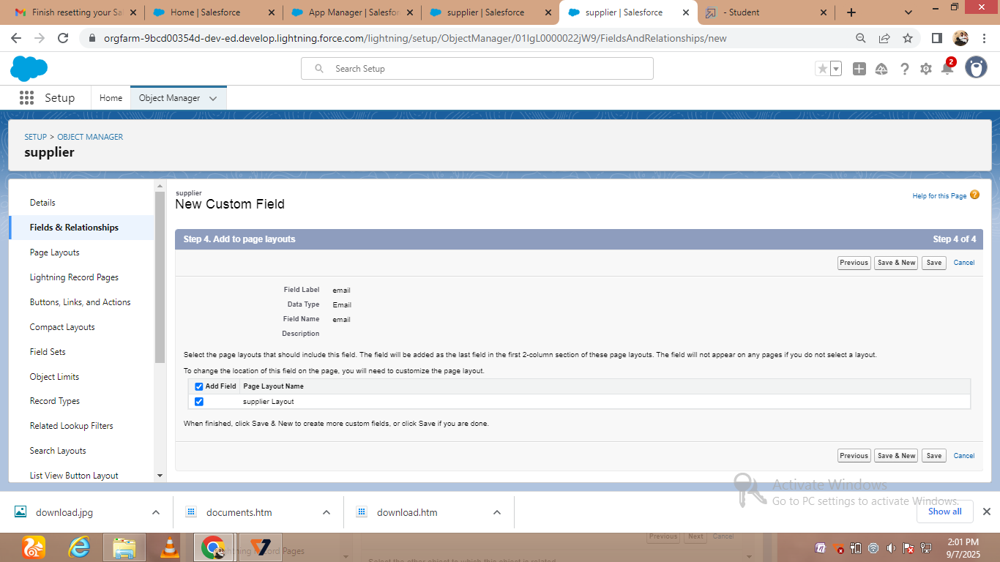 Finish resetting your Sal
Home | Salesforce
App Manager | Salesfor
supplier | Salesforce
supplier | Salesforce
- Student
orgfarm-9bcd00354d-dev-ed.develop.lightning.force.com/lightning/setup/ObjectManager/01IgL0000022jW9/FieldsAndRelationships/new
Search Setup
2
Setup
Home
Object Manager
SETUP > OBJECT MANAGER
supplier
Details
Fields & Relationships
Page Layouts
Lightning Record Pages
Buttons, Links, and Actions
Compact Layouts
Field Sets
Object Limits
Record Types
Related Lookup Filters
Search Layouts
List View Button Layout
supplier
New Custom Field
Help for this Page ?
Step 4. Add to page layouts
Step 4 of 4
Previous Save & New Save Cancel
Field Label email
Data Type Email
Field Name email
Description
Select the page layouts that should include this field. The field will be added as the last field in the first 2-column section of these page layouts. The field will not appear on any pages if you do not select a layout.
To change the location of this field on the page, you will need to customize the page layout.
Add Field Page Layout Name
supplier Layout
When finished, click Save & New to create more custom fields, or click Save if you are done.
Previous Save & New Save Cancel
Activate Windows
Go to PC settings to activate Windows.
download.jpg
documents.htm
download.htm
Show all
Lightning Record Pages
Previous Next Cancel
Select the other object to which this object is related.
2:01 PM
9/7/2025